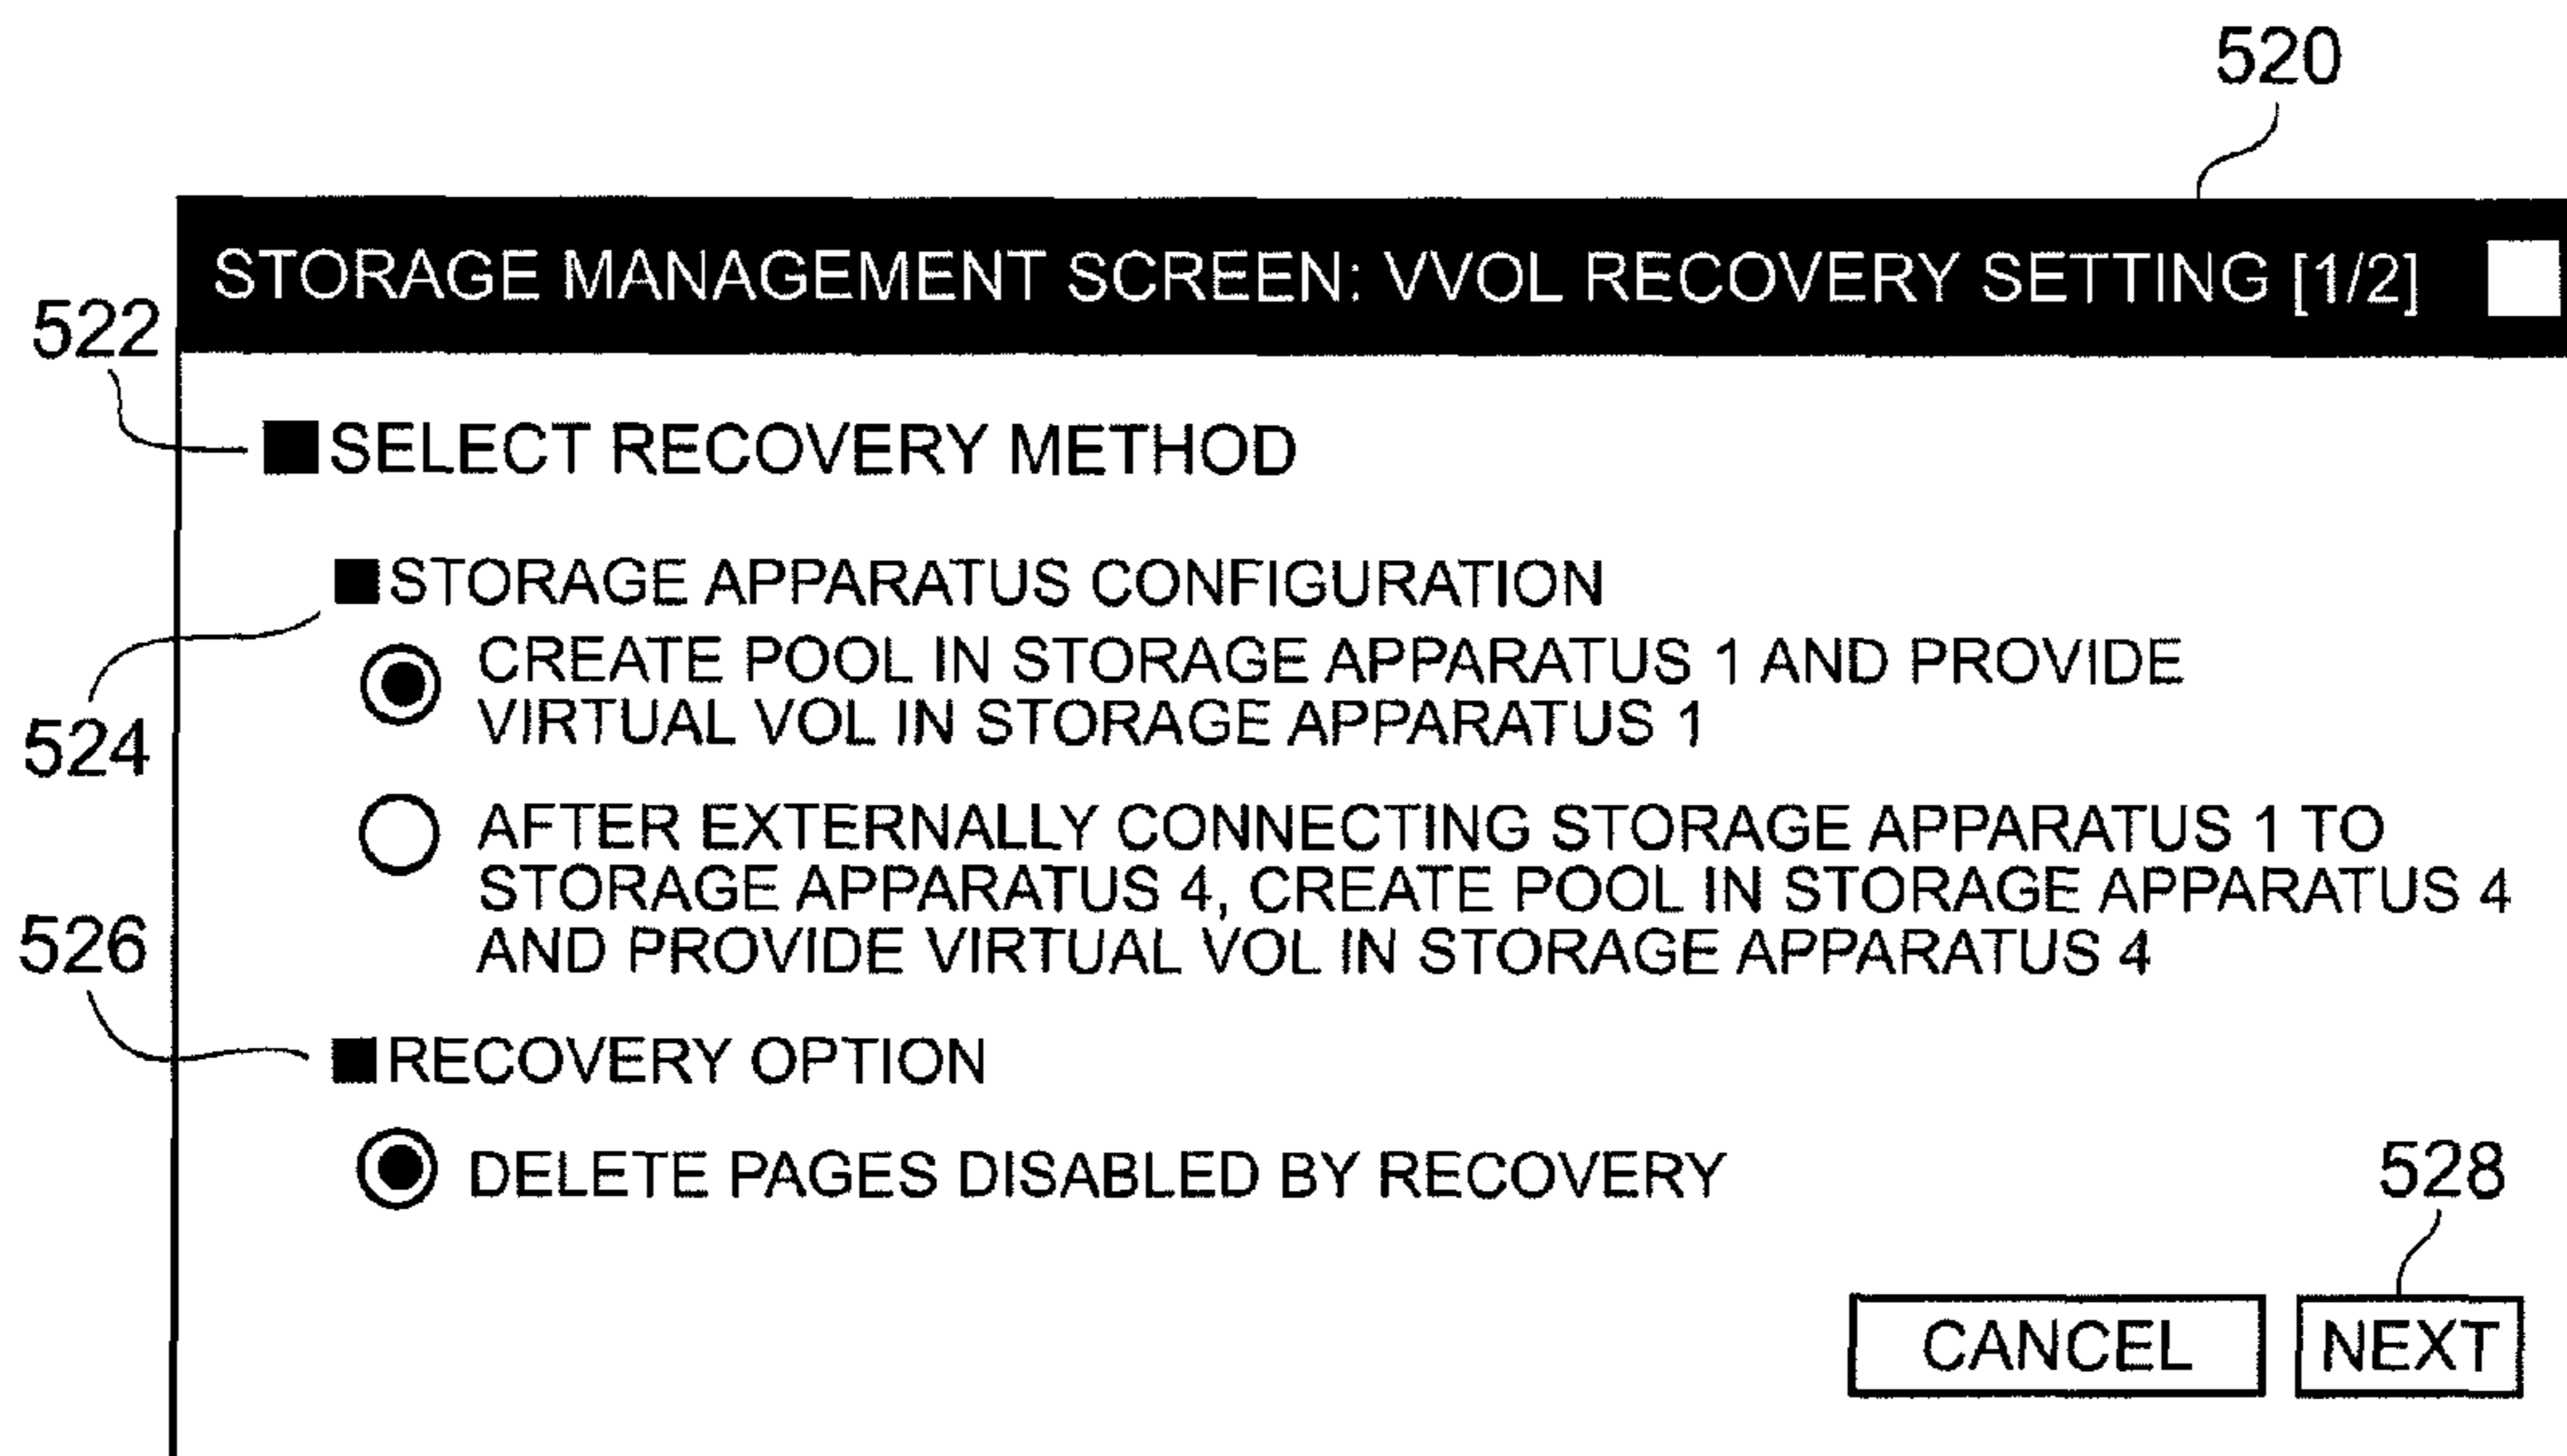 520
STORAGE MANAGEMENT SCREEN: VVOL RECOVERY SETTING [1/2]
522
SELECT RECOVERY METHOD
STORAGE APPARATUS CONFIGURATION
524
CREATE POOL IN STORAGE APPARATUS 1 AND PROVIDE
VIRTUAL VOL IN STORAGE APPARATUS 1
AFTER EXTERNALLY CONNECTING STORAGE APPARATUS 1 TO
STORAGE APPARATUS 4, CREATE POOL IN STORAGE APPARATUS 4
AND PROVIDE VIRTUAL VOL IN STORAGE APPARATUS 4
526
RECOVERY OPTION
DELETE PAGES DISABLED BY RECOVERY
528
CANCEL
NEXT